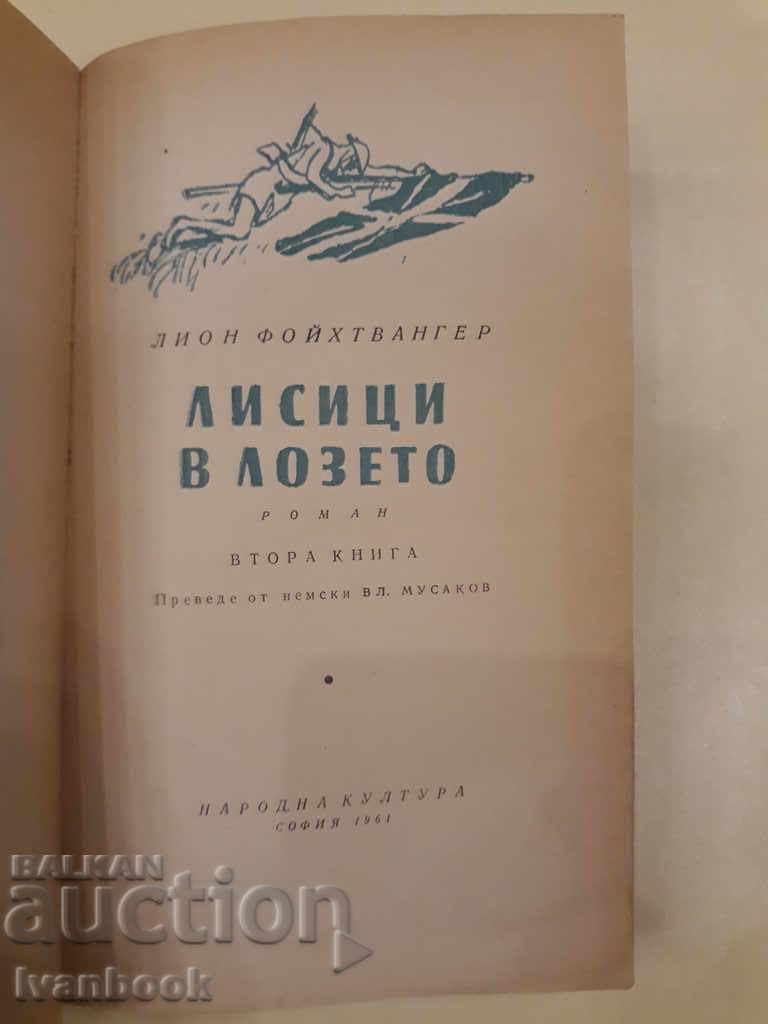 ЛИОН ФОЙХТВАНГЕР
ЛИСИЦИ
В ЛОЗЕТО
РОМАН
ВТОРА КНИГА
Преведе от немски ВЛ. МУСАКОВ
НАРОДНА КУЛТУРА
СОФИЯ 1961
BALKAN
auction
Ivanbook